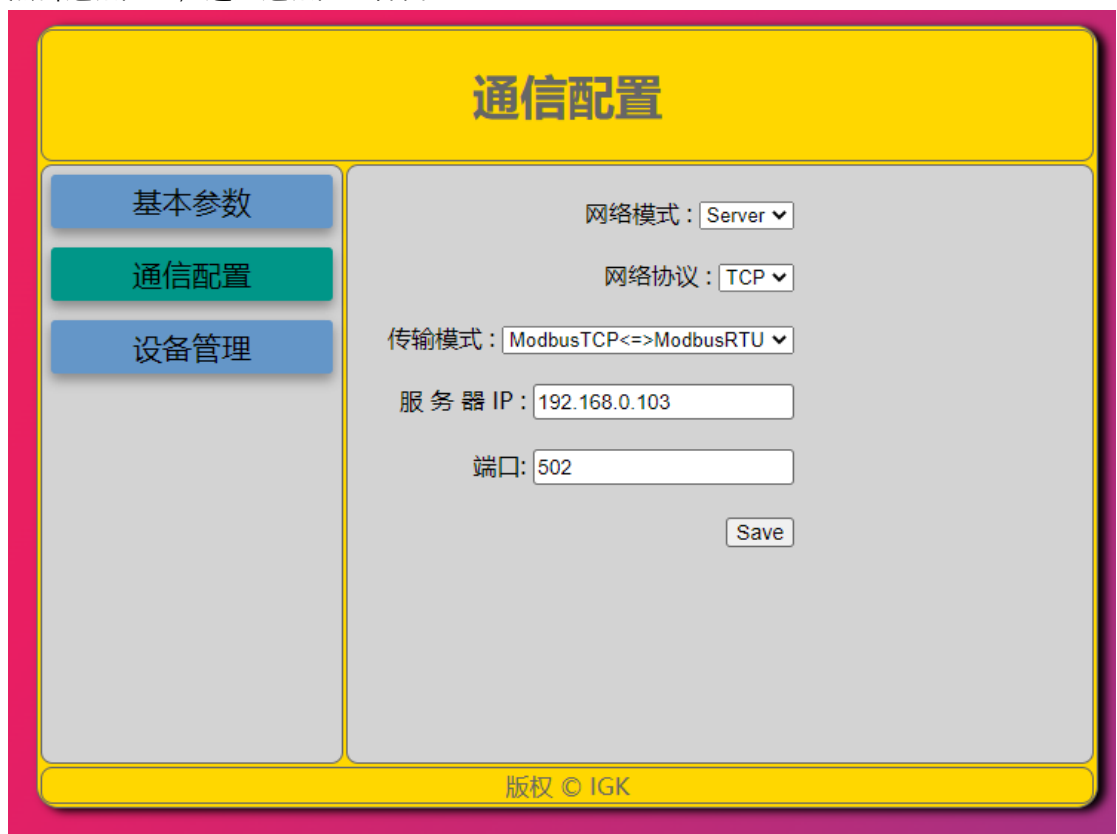 通信配置
基本参数
通信配置
设备管理
网络模式 : Server
网络协议 : TCP
传输模式 : ModbusTCP<=>ModbusRTU
服 务 器 IP : 192.168.0.103
端口: 502
Save
版权 © IGK